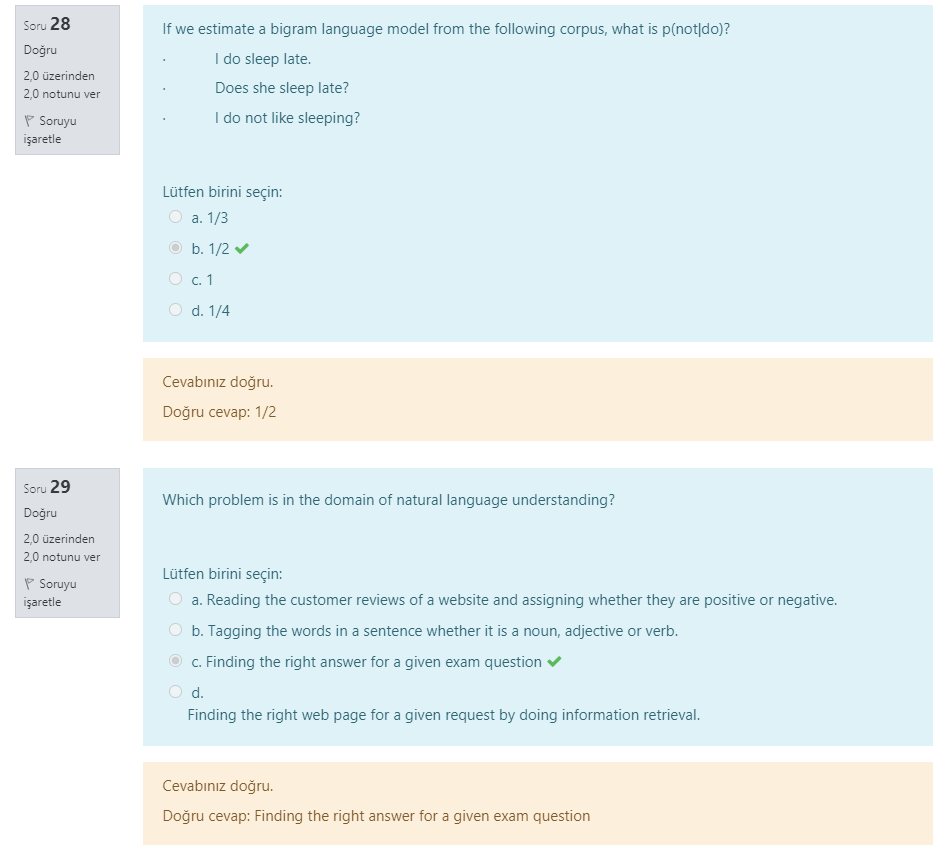 Soru 28
Doğru
2,0 üzerinden
2,0 notunu ver
Soruyu
işaretle
If we estimate a bigram language model from the following corpus, what is p(not|do)?
· I do sleep late.
· Does she sleep late?
· I do not like sleeping?
Lütfen birini seçin:
a. 1/3
b. 1/2
c. 1
d. 1/4
Cevabınız doğru.
Doğru cevap: 1/2
Soru 29
Doğru
2,0 üzerinden
2,0 notunu ver
Soruyu
işaretle
Which problem is in the domain of natural language understanding?
Lütfen birini seçin:
a. Reading the customer reviews of a website and assigning whether they are positive or negative.
b. Tagging the words in a sentence whether it is a noun, adjective or verb.
c. Finding the right answer for a given exam question
d.
Finding the right web page for a given request by doing information retrieval.
Cevabınız doğru.
Doğru cevap: Finding the right answer for a given exam question